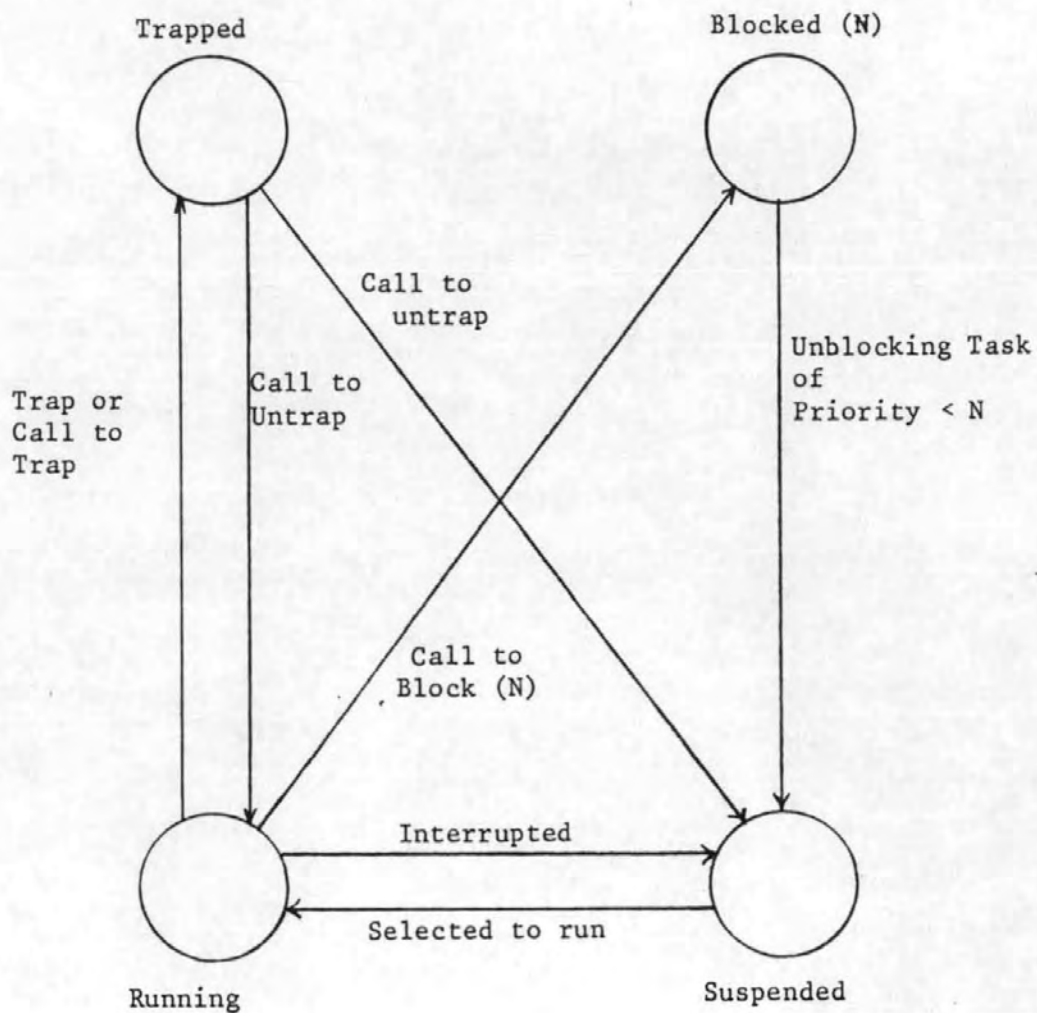 Trapped
Blocked (N)
Call to
untrap
Unblocking Task
of
Priority < N
Call to
Untrap
Trap or
Call to
Trap
Call to
Block (N)
Interrupted
Selected to run
Running
Suspended